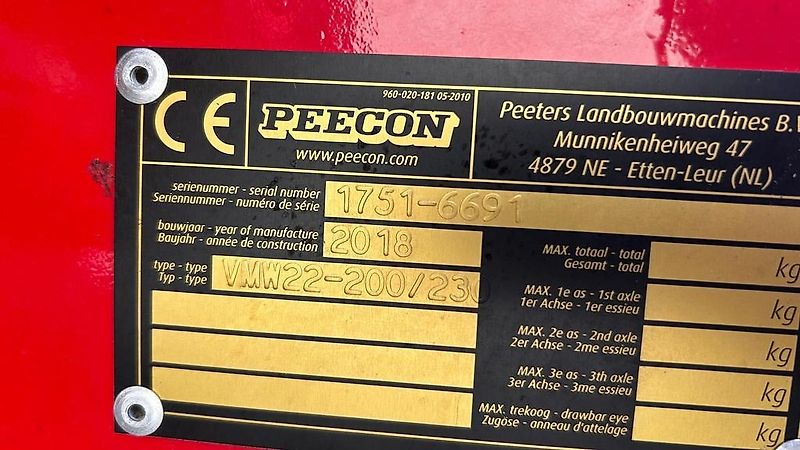 960-020-181 05-2010
CE PEECON
www.peecon.com
Peeters Landbouwmachines B.V
Munnikenheiweg 47
4879 NE - Etten-Leur (NL)
serienummer - serial number
Seriennummer - numéro de série
1751-6691
bouwjaar - year of manufacture
Baujahr - année de construction
2018
type - type
Typ - type
VMW22-200/230
MAX. totaal - total
Gesamt - total
kg
MAX. 1e as - 1st axle
1er Achse - 1er essieu
kg
MAX. 2e as - 2nd axle
2er Achse - 2me essieu
kg
MAX. 3e as - 3th axle
3er Achse - 3me essieu
kg
MAX. trekoog - drawbar eye
Zugöse - anneau d'attelage
kg